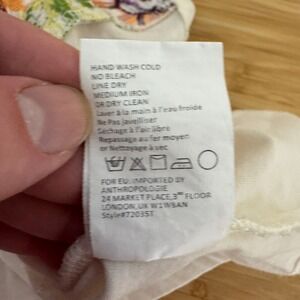 HAND WASH COLD
NO BLEACH
LINE DRY
MEDIUM IRON
OR DRY CLEAN
Laver à la main à l'eau froide
Ne Pas Javelliser
Séchage à l'air libre
Repassage au fer moyen
or Nettoyage à sec
FOR EU: IMPORTED BY
ANTHROPOLOGIE
24 MARKET PLACE,3RD FLOOR
LONDON, UK W1W8AN
Style#72035T